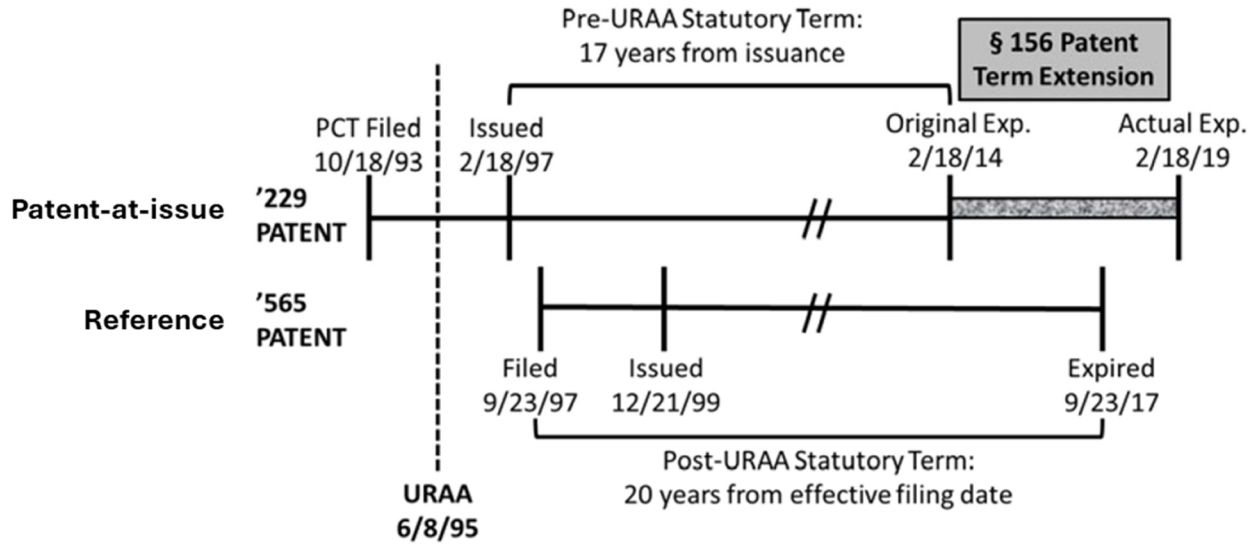 Pre-URAA Statutory Term:
17 years from issuance
§ 156 Patent
Term Extension
PCT Filed
10/18/93
Issued
2/18/97
Original Exp.
2/18/14
Actual Exp.
2/18/19
Patent-at-issue
’229
PATENT
Reference
’565
PATENT
Filed
9/23/97
Issued
12/21/99
Expired
9/23/17
Post-URAA Statutory Term:
20 years from effective filing date
URAA
6/8/95